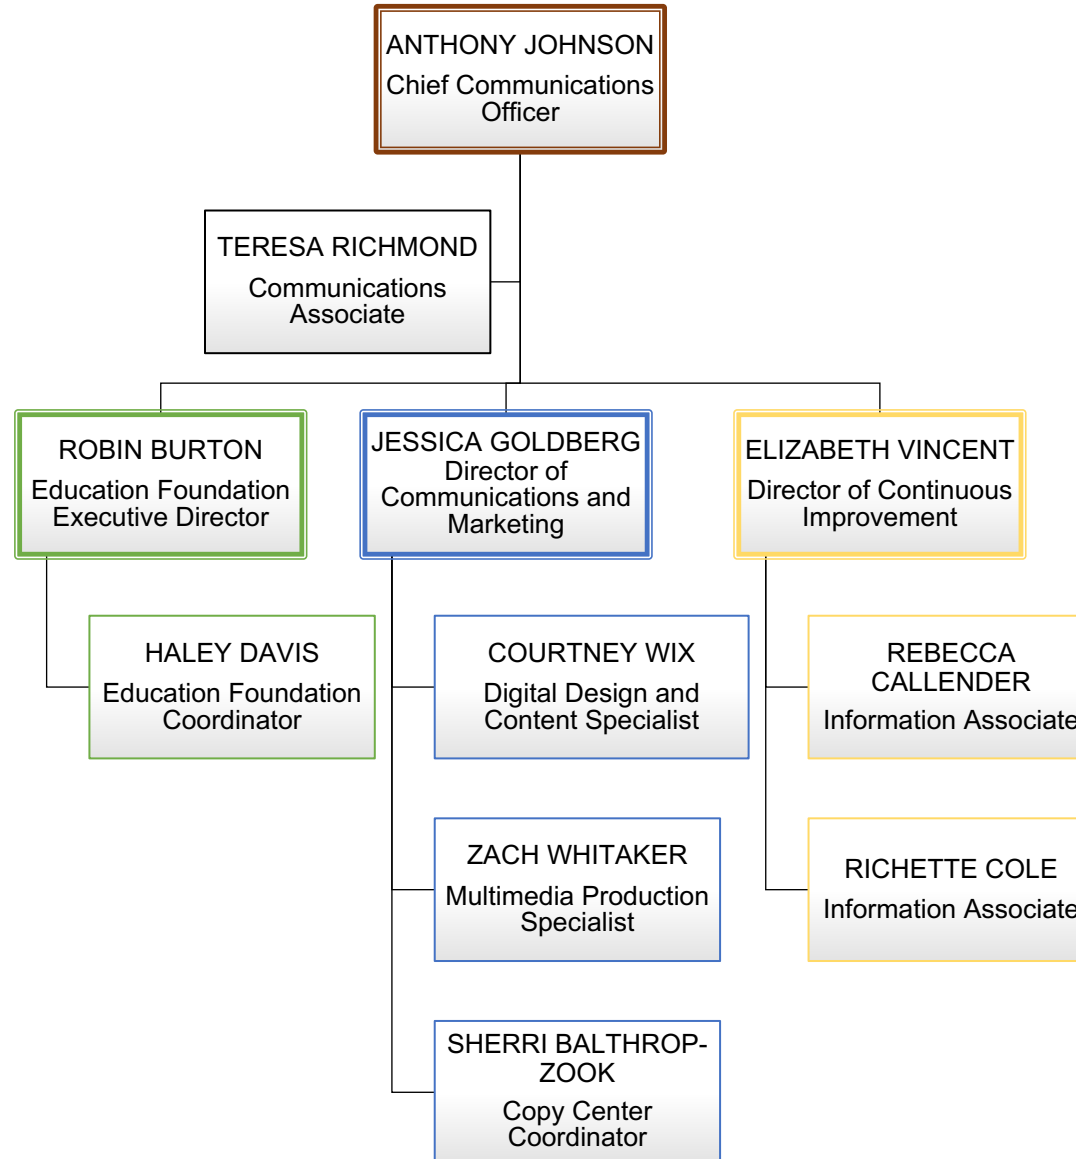 ANTHONY JOHNSON
Chief Communications
Officer
TERESA RICHMOND
Communications
Associate
ROBIN BURTON
Education Foundation
Executive Director
JESSICA GOLDBERG
Director of
Communications and
Marketing
ELIZABETH VINCENT
Director of Continuous
Improvement
HALEY DAVIS
Education Foundation
Coordinator
COURTNEY WIX
Digital Design and
Content Specialist
REBECCA
CALLENDER
Information Associate
ZACH WHITAKER
Multimedia Production
Specialist
RICHETTE COLE
Information Associate
SHERRI BALTHROP-
ZOOK
Copy Center
Coordinator